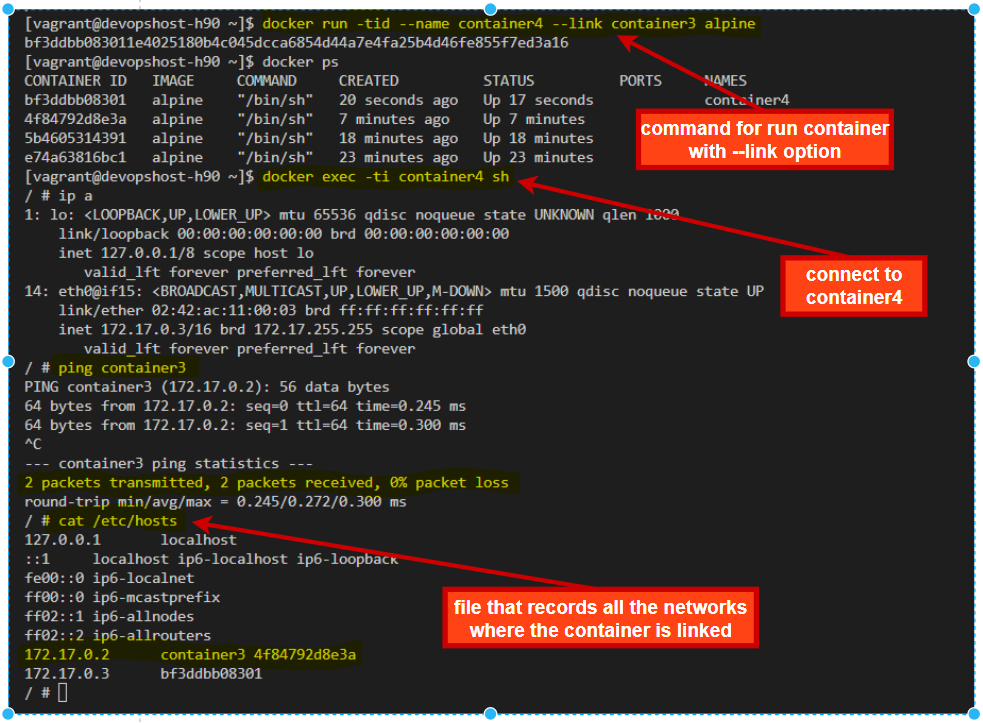 [vagrant@devopshost-h90 ~]$ docker run -tid --name container4 --link container3 alpine
bf3ddbb083011e4025180b4c045dcca6854d44a7e4fa25b4d46fe855f7ed3a16
[vagrant@devopshost-h90 ~]$ docker ps
CONTAINER ID   IMAGE     COMMAND     CREATED          STATUS          PORTS     NAMES
bf3ddbb08301   alpine    "/bin/sh"   20 seconds ago   Up 17 seconds             container4
4f84792d8e3a   alpine    "/bin/sh"   7 minutes ago    Up 7 minutes
5b4605314391   alpine    "/bin/sh"   18 minutes ago   Up 18 minutes
e74a63816bc1   alpine    "/bin/sh"   23 minutes ago   Up 23 minutes
command for run container
with --link option
[vagrant@devopshost-h90 ~]$ docker exec -ti container4 sh
/ # ip a
1: lo: <LOOPBACK,UP,LOWER_UP> mtu 65536 qdisc noqueue state UNKNOWN qlen 1000
link/loopback 00:00:00:00:00:00 brd 00:00:00:00:00:00
inet 127.0.0.1/8 scope host lo
valid_lft forever preferred_lft forever
connect to
container4
14: eth0@if15: <BROADCAST,MULTICAST,UP,LOWER_UP,M-DOWN> mtu 1500 qdisc noqueue state UP
link/ether 02:42:ac:11:00:03 brd ff:ff:ff:ff:ff:ff
inet 172.17.0.3/16 brd 172.17.255.255 scope global eth0
valid_lft forever preferred_lft forever
/ # ping container3
PING container3 (172.17.0.2): 56 data bytes
64 bytes from 172.17.0.2: seq=0 ttl=64 time=0.245 ms
64 bytes from 172.17.0.2: seq=1 ttl=64 time=0.300 ms
^C
--- container3 ping statistics ---
2 packets transmitted, 2 packets received, 0% packet loss
round-trip min/avg/max = 0.245/0.272/0.300 ms
/ # cat /etc/hosts
127.0.0.1       localhost
::1     localhost ip6-localhost ip6-loopback
fe00::0 ip6-localnet
ff00::0 ip6-mcastprefix
ff02::1 ip6-allnodes
ff02::2 ip6-allrouters
file that records all the networks
where the container is linked
172.17.0.2      container3 4f84792d8e3a
172.17.0.3      bf3ddbb08301
/ #